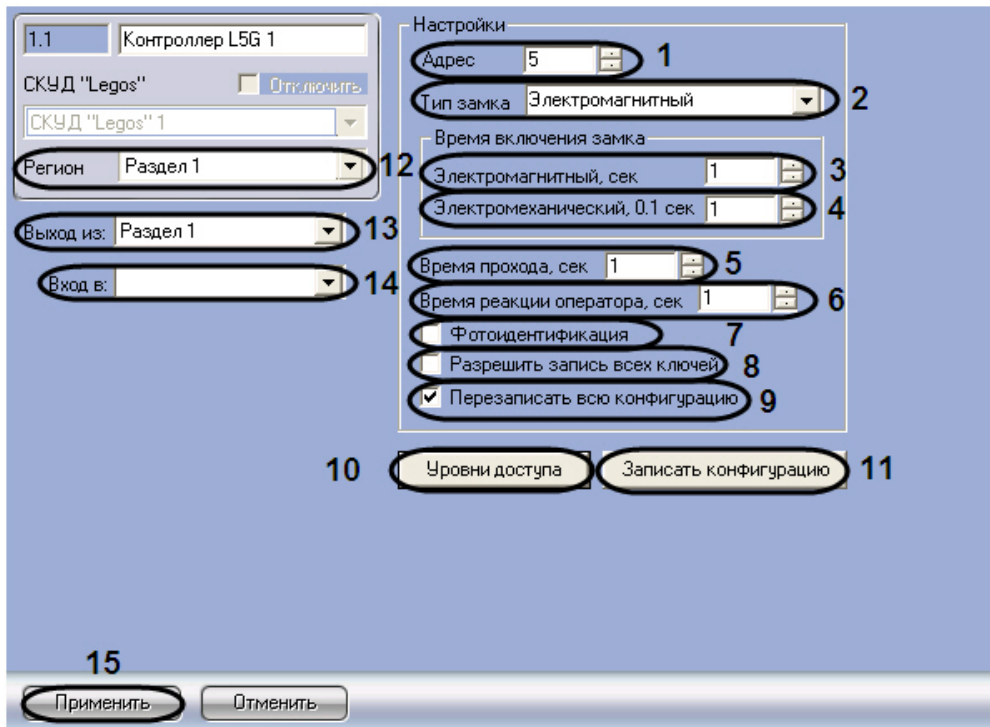 1.1 Контроллер L5G 1
СКУД "Legos" Отключить
СКУД "Legos" 1
Регион Раздел 1 12
Выход из: Раздел 1 13
Вход в: 14
Настройки
Адрес 5 1
Тип замка Электромагнитный 2
Время включения замка
Электромагнитный, сек 1 3
Электромеханический, 0.1 сек 1 4
Время прохода, сек 1 5
Время реакции оператора, сек 1 6
Фотоидентификация 7
Разрешить запись всех ключей 8
Перезаписать всю конфигурацию 9
10 Уровни доступа Записать конфигурацию 11
15
Применить Отменить